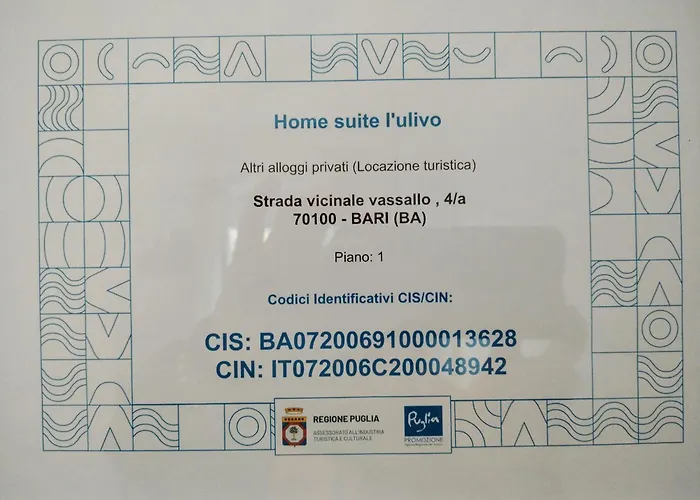 Home suite l'ulivo
Altri alloggi privati (Locazione turistica)
Strada vicinale vassallo , 4/a
70100 - BARI (BA)
Piano: 1
Codici Identificativi CIS/CIN:
CIS: BA07200691000013628
CIN: IT072006C200048942
REGIONE PUGLIA
ASSESSORATO ALL'INDUSTRIA
TURISTICA E CULTURALE
Puglia
PROMOZIONE